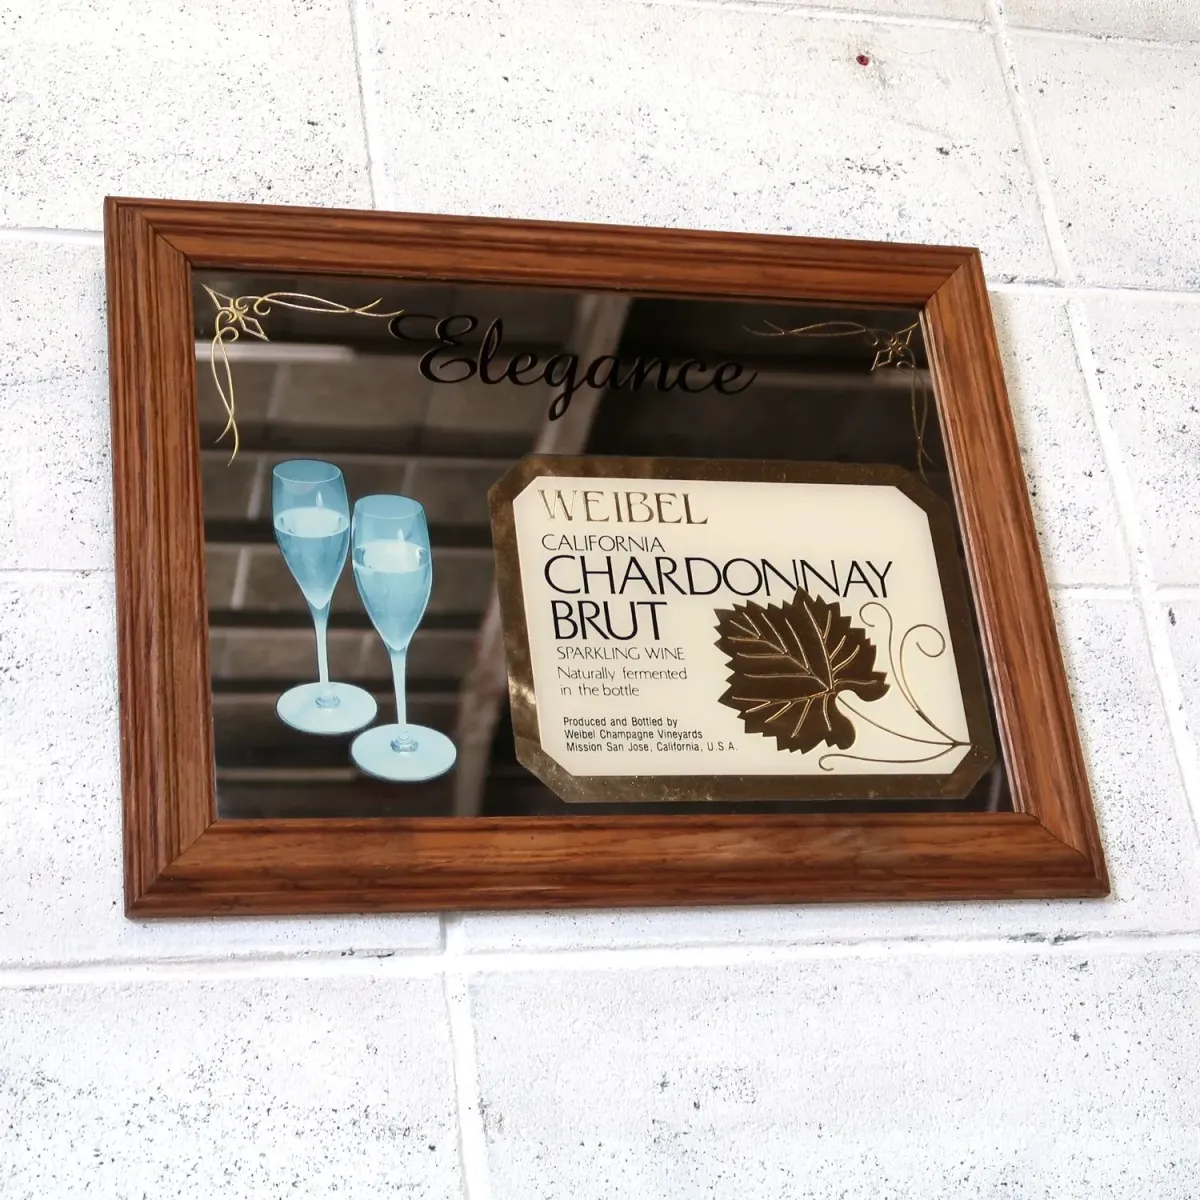 Elegance
WEIBEL
CALIFORNIA
CHARDONNAY
BRUT
SPARKLING WINE
Naturally fermented
in the bottle
Produced and Bottled by
Weibel Champagne Vineyards
Mission San Jose, California, U.S.A.